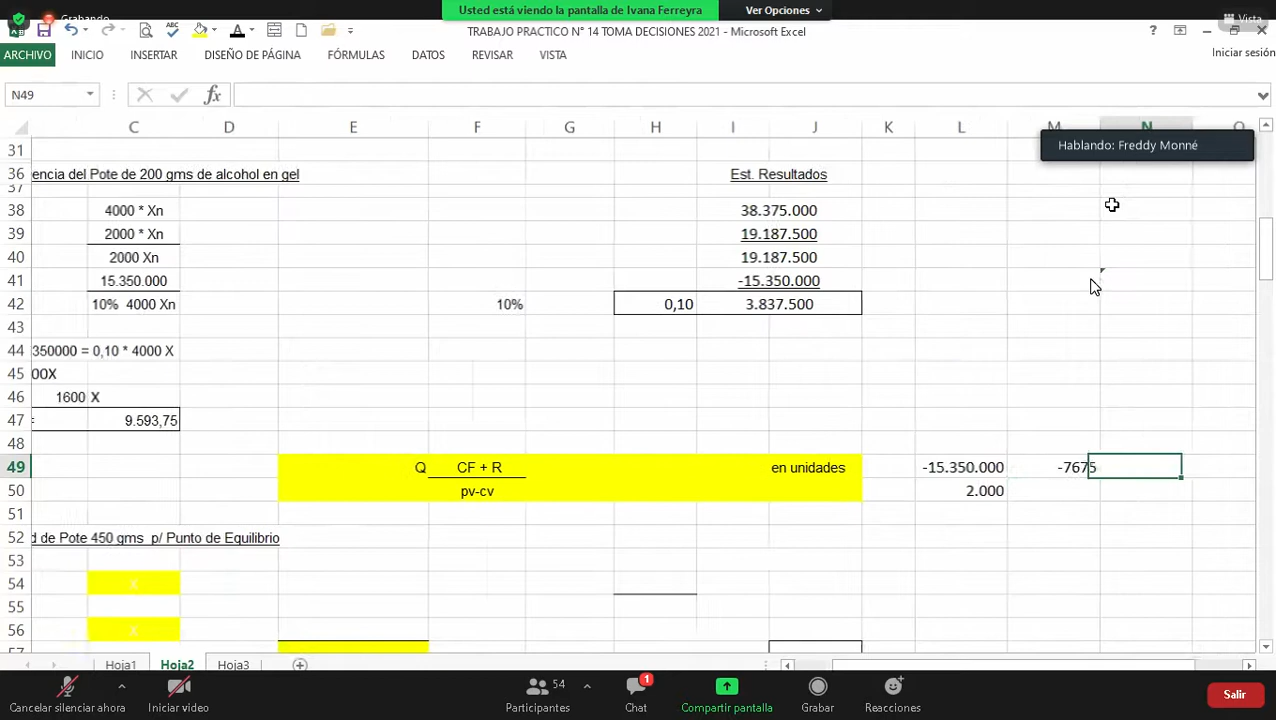 Grabando
Usted está viendo la pantalla de Ivana Ferreyra
Ver Opciones
Vista
TRABAJO PRACTICO N° 14 TOMA DECISIONES 2021 - Microsoft Excel
ARCHIVO INICIO INSERTAR DISEÑO DE PÁGINA FÓRMULAS DATOS REVISAR VISTA
Iniciar sesión
N49 fx
C D E F G H I J K L M N O
Hablando: Freddy Monné
31
36 encia del Pote de 200 gms de alcohol en gel Est. Resultados
37
38 4000 * Xn 38.375.000
39 2000 * Xn 19.187.500
40 2000 Xn 19.187.500
41 15.350.000 -15.350.000
42 10% 4000 Xn 10% 0,10 3.837.500
43
44 350000 = 0,10 * 4000 X
45 00X
46 1600 X
47 = 9.593,75
48
49 Q CF + R en unidades -15.350.000 -7675
50 pv-cv 2.000
51
52 d de Pote 450 gms p/ Punto de Equilibrio
53
54 X
55
56 X
57
Hoja1 Hoja2 Hoja3
Cancelar silenciar ahora
Iniciar video
54
Participantes
1
Chat
Compartir pantalla
Grabar
Reacciones
Salir